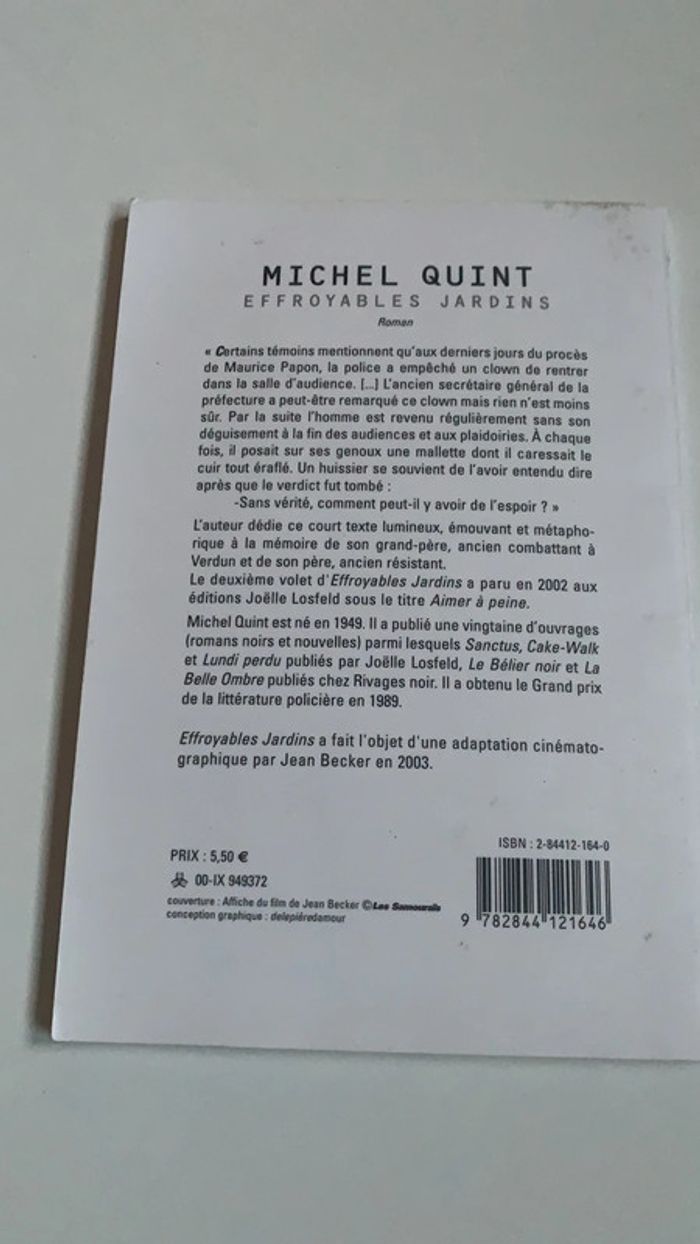 MICHEL QUINT
EFFROYABLES JARDINS
Roman
« Certains témoins mentionnent qu'aux derniers jours du procès
de Maurice Papon, la police a empêché un clown de rentrer
dans la salle d'audience. [...] L'ancien secrétaire général de la
préfecture a peut-être remarqué ce clown mais rien n'est moins
sûr. Par la suite l'homme est revenu régulièrement sans son
déguisement à la fin des audiences et aux plaidoiries. À chaque
fois, il posait sur ses genoux une mallette dont il caressait le
cuir tout éraflé. Un huissier se souvient de l'avoir entendu dire
après que le verdict fut tombé :
-Sans vérité, comment peut-il y avoir de l'espoir ? »
L'auteur dédie ce court texte lumineux, émouvant et métapho-
rique à la mémoire de son grand-père, ancien combattant à
Verdun et de son père, ancien résistant.
Le deuxième volet d'Effroyables Jardins a paru en 2002 aux
éditions Joëlle Losfeld sous le titre Aimer à peine.
Michel Quint est né en 1949. Il a publié une vingtaine d'ouvrages
(romans noirs et nouvelles) parmi lesquels Sanctus, Cake-Walk
et Lundi perdu publiés par Joëlle Losfeld, Le Bélier noir et La
Belle Ombre publiés chez Rivages noir. Il a obtenu le Grand prix
de la littérature policière en 1989.
Effroyables Jardins a fait l'objet d'une adaptation cinémato-
graphique par Jean Becker en 2003.
PRIX : 5,50 €
00-IX 949372
couverture : Affiche du film de Jean Becker ©Les Samouraïs
conception graphique : delepièredamour
ISBN : 2-84412-164-0
9 782844 121646